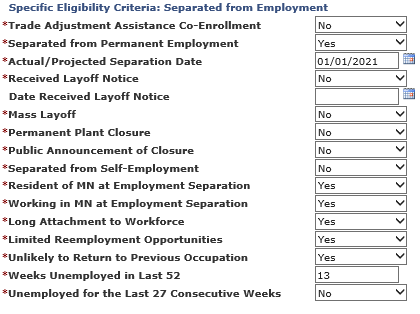 Specific Eligibility Criteria: Separated from Employment
*Trade Adjustment Assistance Co-Enrollment No
*Separated from Permanent Employment Yes
*Actual/Projected Separation Date 01/01/2021
*Received Layoff Notice No
Date Received Layoff Notice
*Mass Layoff No
*Permanent Plant Closure No
*Public Announcement of Closure No
*Separated from Self-Employment No
*Resident of MN at Employment Separation Yes
*Working in MN at Employment Separation Yes
*Long Attachment to Workforce Yes
*Limited Reemployment Opportunities Yes
*Unlikely to Return to Previous Occupation Yes
*Weeks Unemployed in Last 52 13
*Unemployed for the Last 27 Consecutive Weeks No